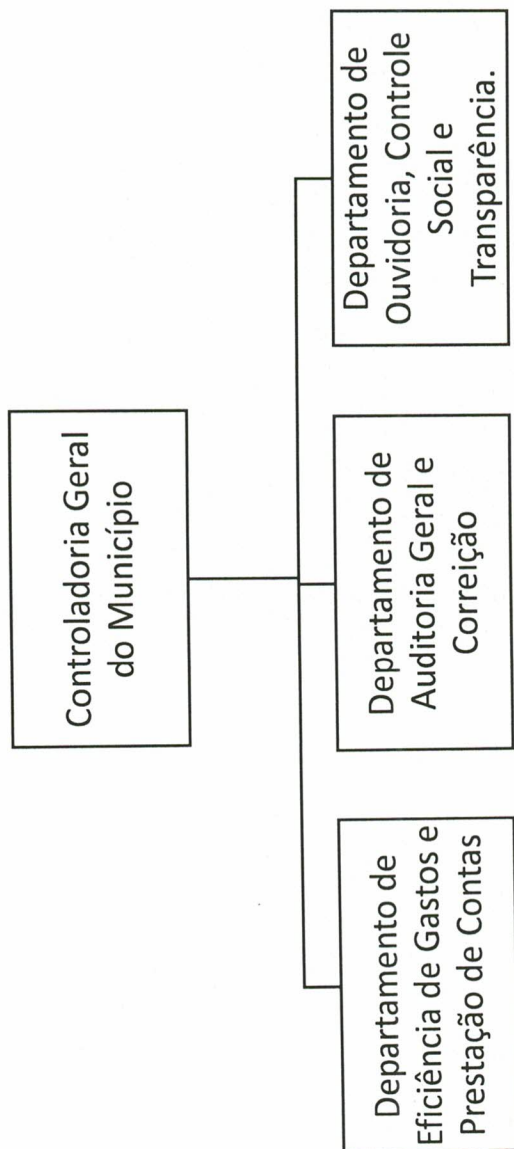 Controladoria Geral
do Município
Departamento de
Eficiência de Gastos e
Prestação de Contas
Departamento de
Auditoria Geral e
Correição
Departamento de
Ouvidoria, Controle
Social e
Transparência.